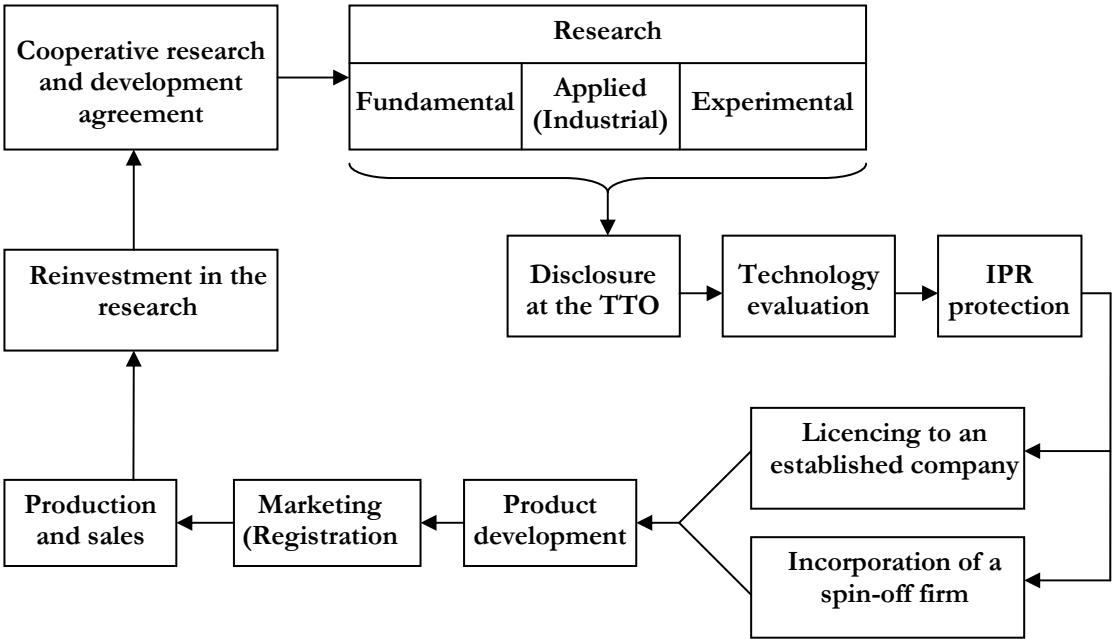 Cooperative research
and development
agreement
Research
Fundamental
Applied
(Industrial)
Experimental
Disclosure
at the TTO
Technology
evaluation
IPR
protection
Licencing to an
established company
Incorporation of a
spin-off firm
Product
development
Marketing
(Registration
Production
and sales
Reinvestment in the
research